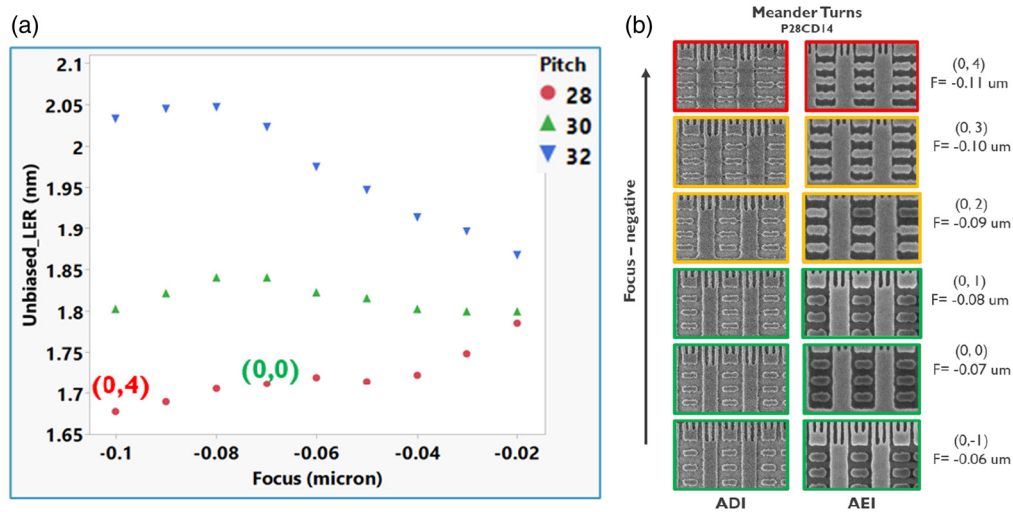 (a)
2.1
2.05
2
1.95
1.9
1.85
1.8
1.75
1.7
1.65
Unbiased_LER (nm)
Pitch
28
30
32
(0,4)
(0,0)
-0.1
-0.08
-0.06
-0.04
-0.02
Focus (micron)
(b)
Meander Turns
P28CD14
Focus – negative
(0, 4)
F= -0.11 um
(0, 3)
F= -0.10 um
(0, 2)
-0.09 um
(0, 1)
F= -0.08 um
(0, 0)
F= -0.07 um
(0,-1)
F= -0.06 um
ADI
AEI